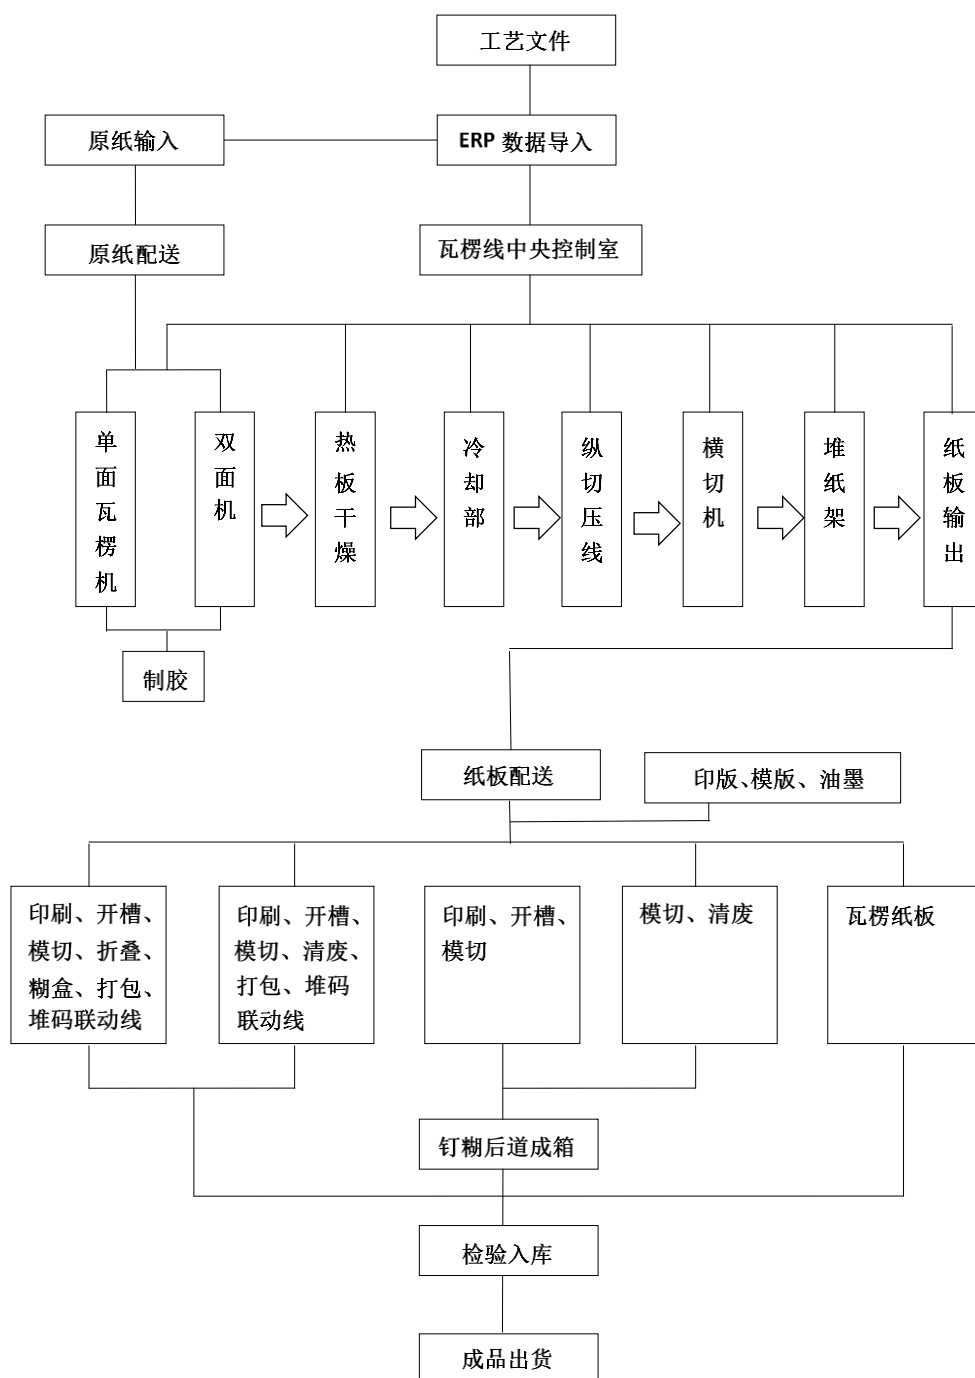 工艺文件
原纸输入
ERP 数据导入
原纸配送
瓦楞线中央控制室
单面瓦楞机
双面机
热板干燥
冷却部
纵切压线
横切机
堆纸架
纸板输出
制胶
纸板配送
印版、模版、油墨
印刷、开槽、
模切、折叠、
糊盒、打包、
堆码联动线
印刷、开槽、
模切、清废、
打包、堆码
联动线
印刷、开槽、
模切
模切、清废
瓦楞纸板
钉糊后道成箱
检验入库
成品出货